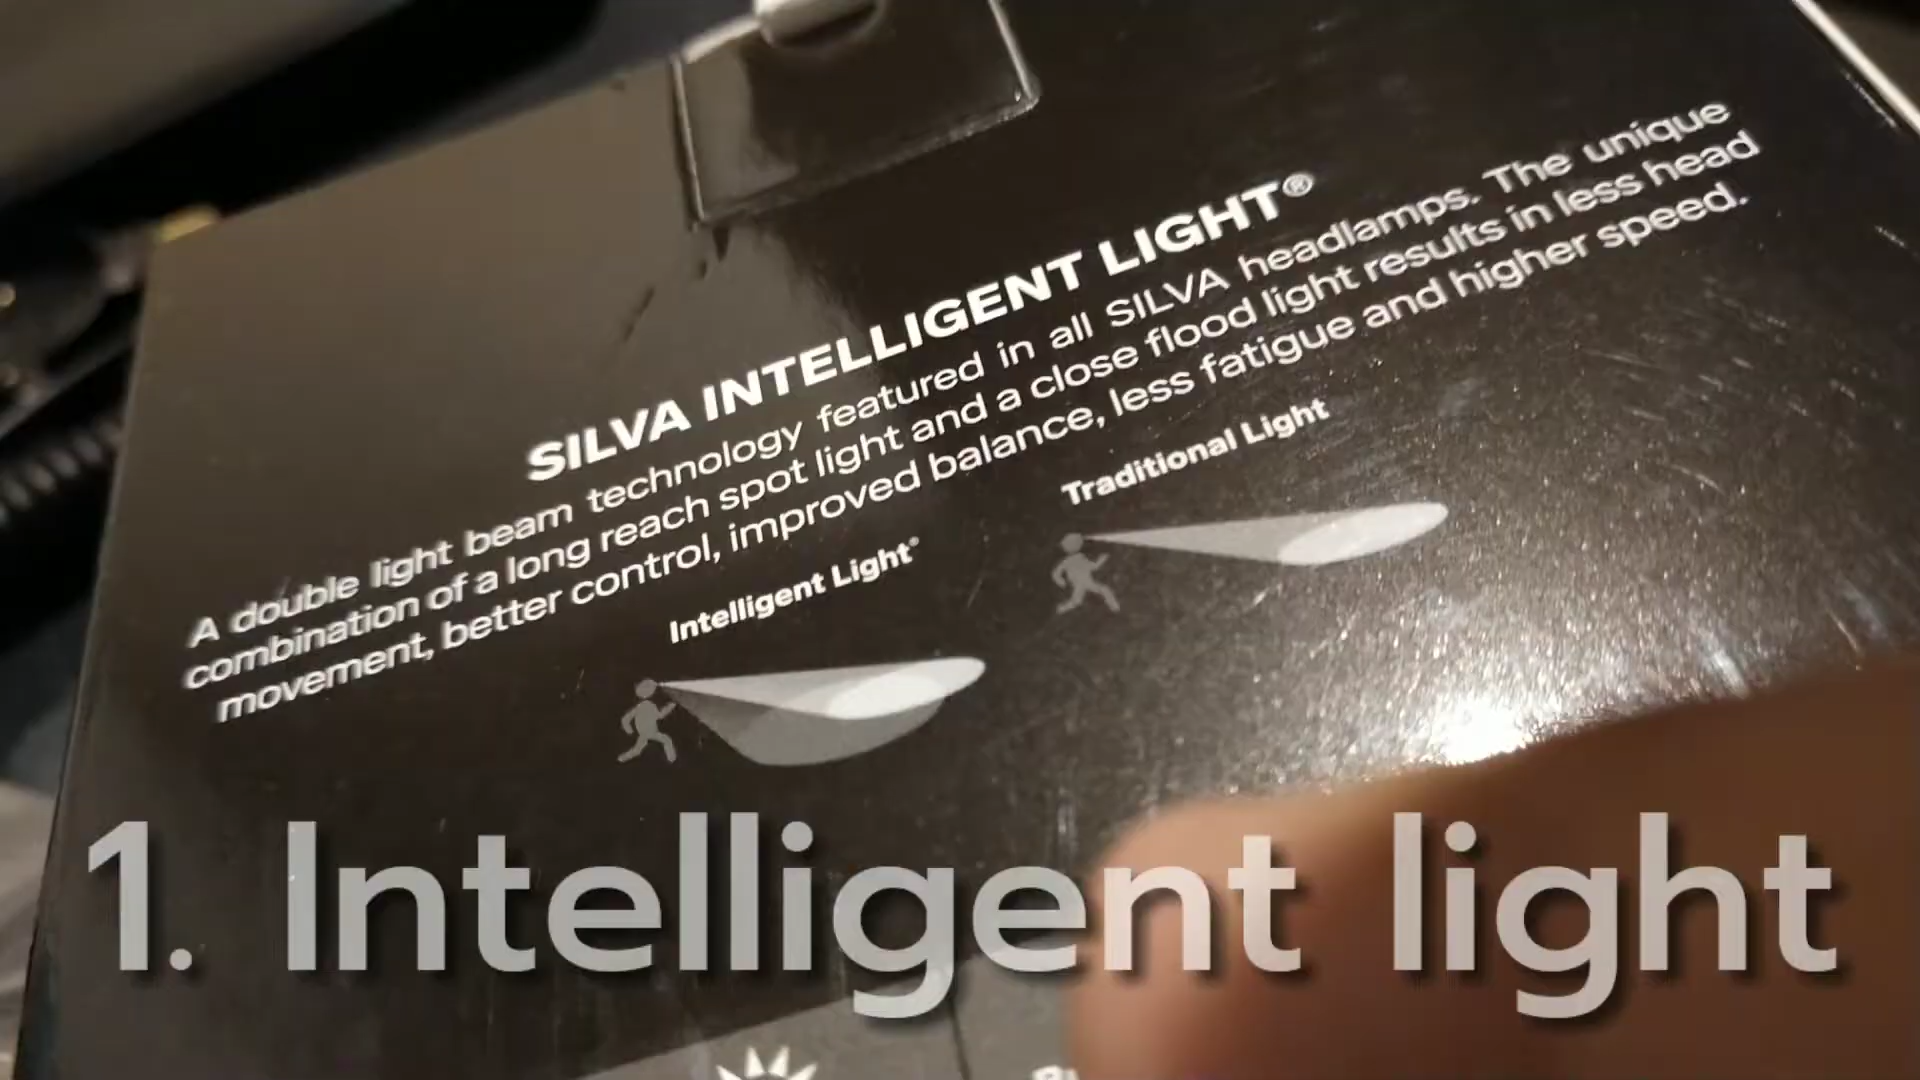 SILVA INTELLIGENT LIGHT®
A double light beam technology featured in all SILVA headlamps. The unique
combination of a long reach spot light and a close flood light results in less head
movement, better control, improved balance, less fatigue and higher speed.
Intelligent Light®
Traditional Light
1. Intelligent light